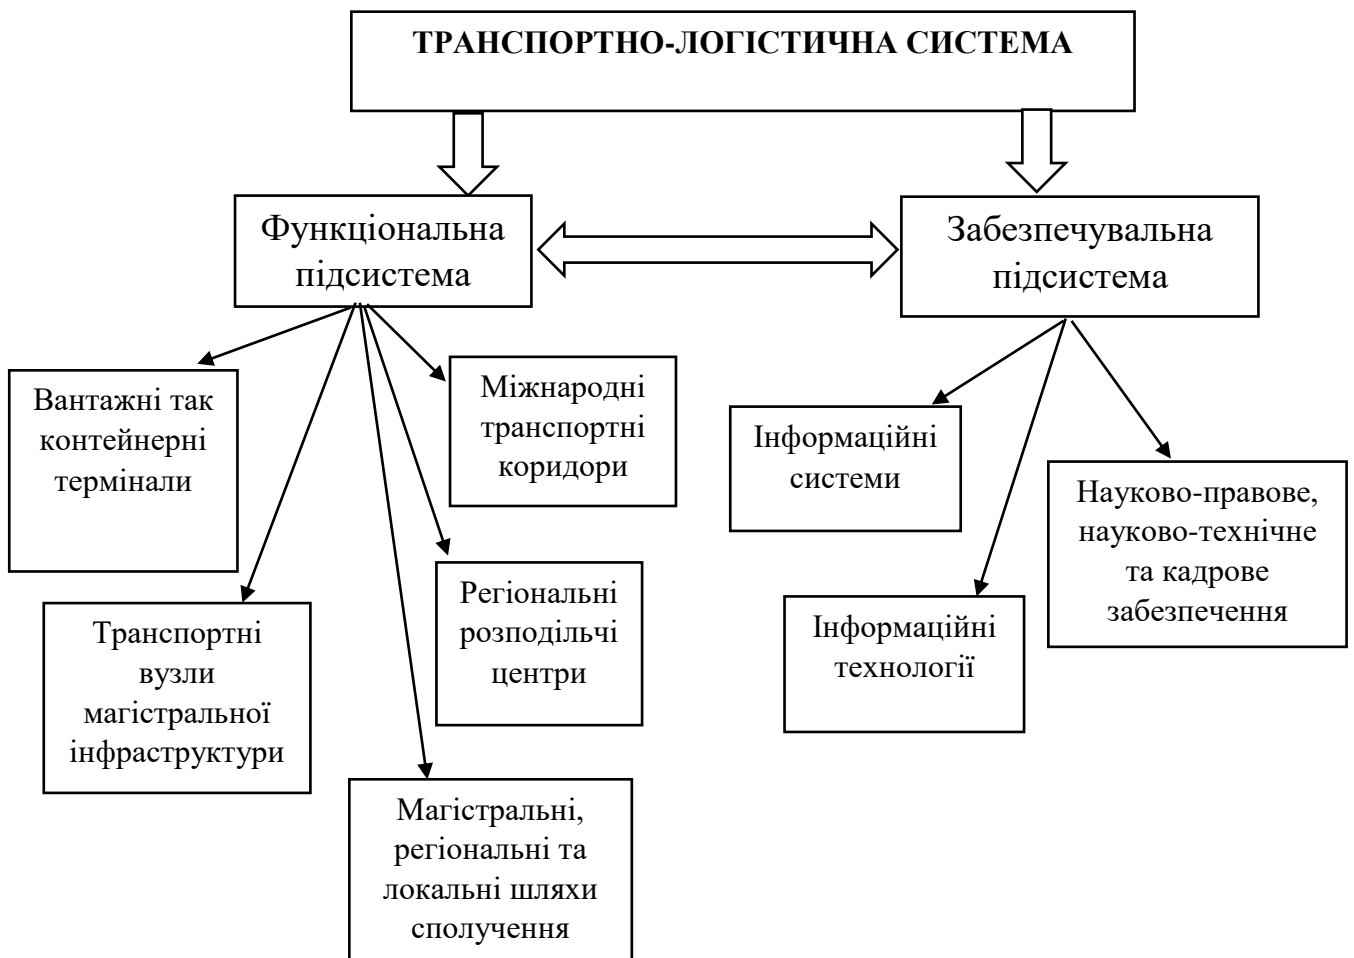 ТРАНСПОРТНО-ЛОГІСТИЧНА СИСТЕМА
Функціональна
підсистема
Забезпечувальна
підсистема
Вантажні так
контейнерні
термінали
Міжнародні
транспортні
коридори
Інформаційні
системи
Науково-правове,
науково-технічне
та кадрове
забезпечення
Транспортні
вузли
магістральної
інфраструктури
Регіональні
розподільчі
центри
Інформаційні
технології
Магістральні,
регіональні та
локальні шляхи
сполучення